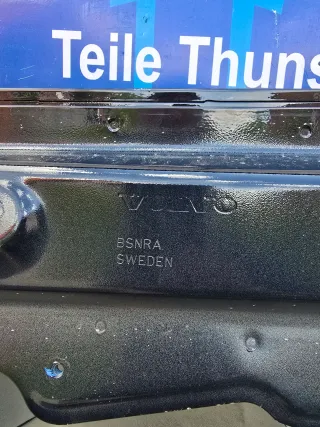 Teile Thuns
VOLVO
BSNRA
SWEDEN